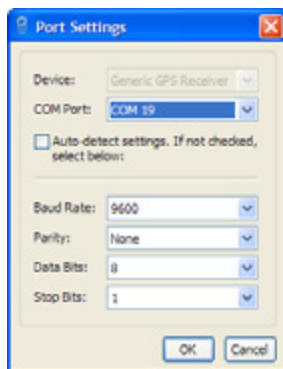 Port Settings
Device: Generic GPS Receiver
COM Port: COM 19
Auto-detect settings. If not checked,
select below:
Baud Rate: 9600
Parity: None
Data Bits: 8
Stop Bits: 1
OK Cancel